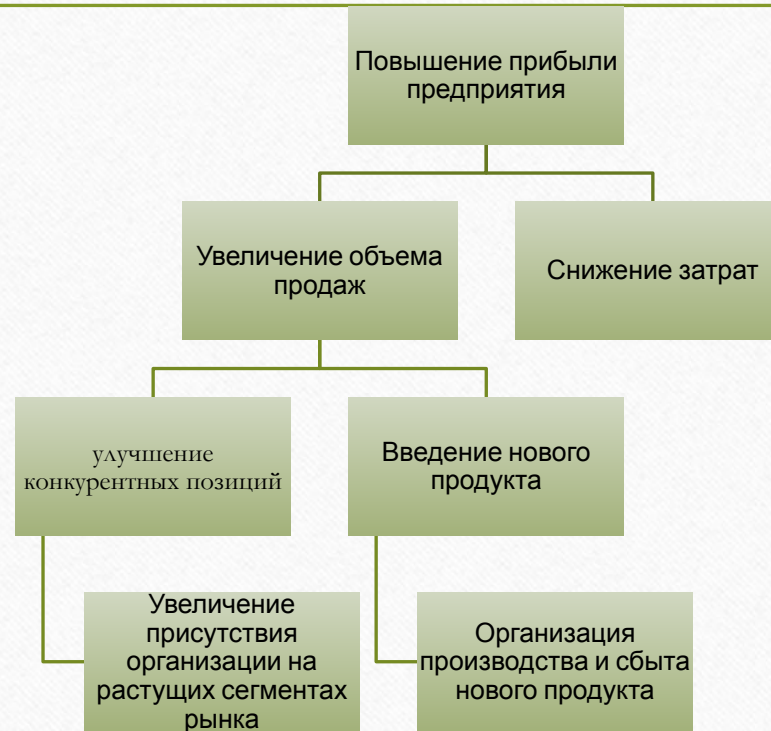 Повышение прибыли
предприятия
Увеличение объема
продаж
Снижение затрат
улучшение
конкурентных позиций
Введение нового
продукта
Увеличение
присутствия
организации на
растущих сегментах
рынка
Организация
производства и сбыта
нового продукта